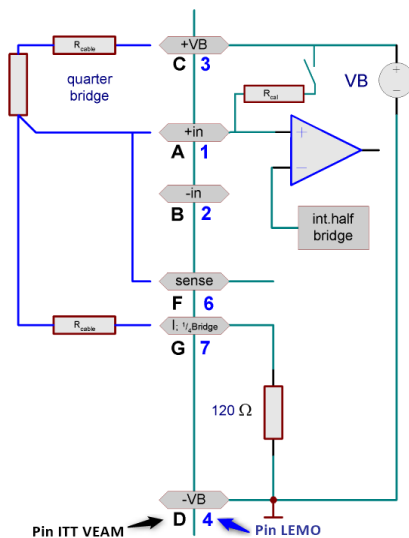 Rcable
+VB
C 3
quarter
bridge
VB
Rcal
+in
A 1
-in
B 2
int.half
bridge
sense
F 6
Rcable
I; ¼Bridge
G 7
120 Ω
-VB
D 4
Pin ITT VEAM
Pin LEMO